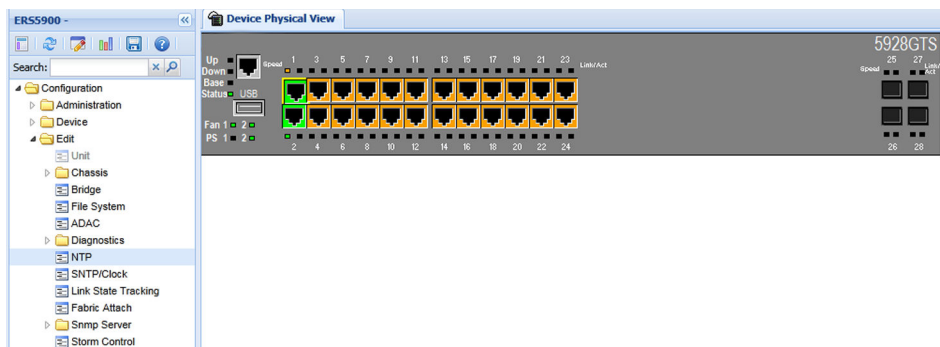 ERS5900 -
Search:
Configuration
Administration
Device
Edit
Unit
Chassis
Bridge
File System
ADAC
Diagnostics
NTP
SNTP/Clock
Link State Tracking
Fabric Attach
Snmp Server
Storm Control
Device Physical View
5928GTS
Up
Down
Base
Status
USB
Fan 1 2
PS 1 2
Speed 1 3 5 7 9 11 13 15 17 19 21 23 Link/Act
2 4 6 8 10 12 14 16 18 20 22 24
25 27
Speed Link/Act
26 28